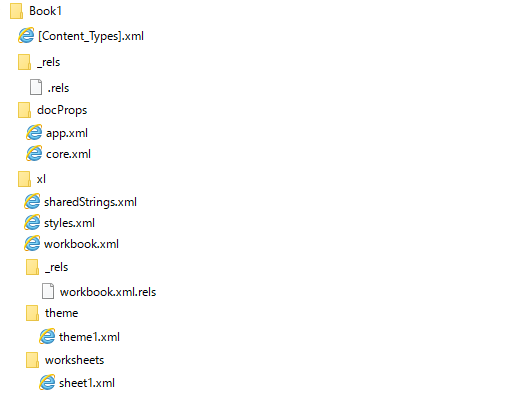 Book1
[Content_Types].xml
_rels
.rels
docProps
app.xml
core.xml
xl
sharedStrings.xml
styles.xml
workbook.xml
_rels
workbook.xml.rels
theme
theme1.xml
worksheets
sheet1.xml